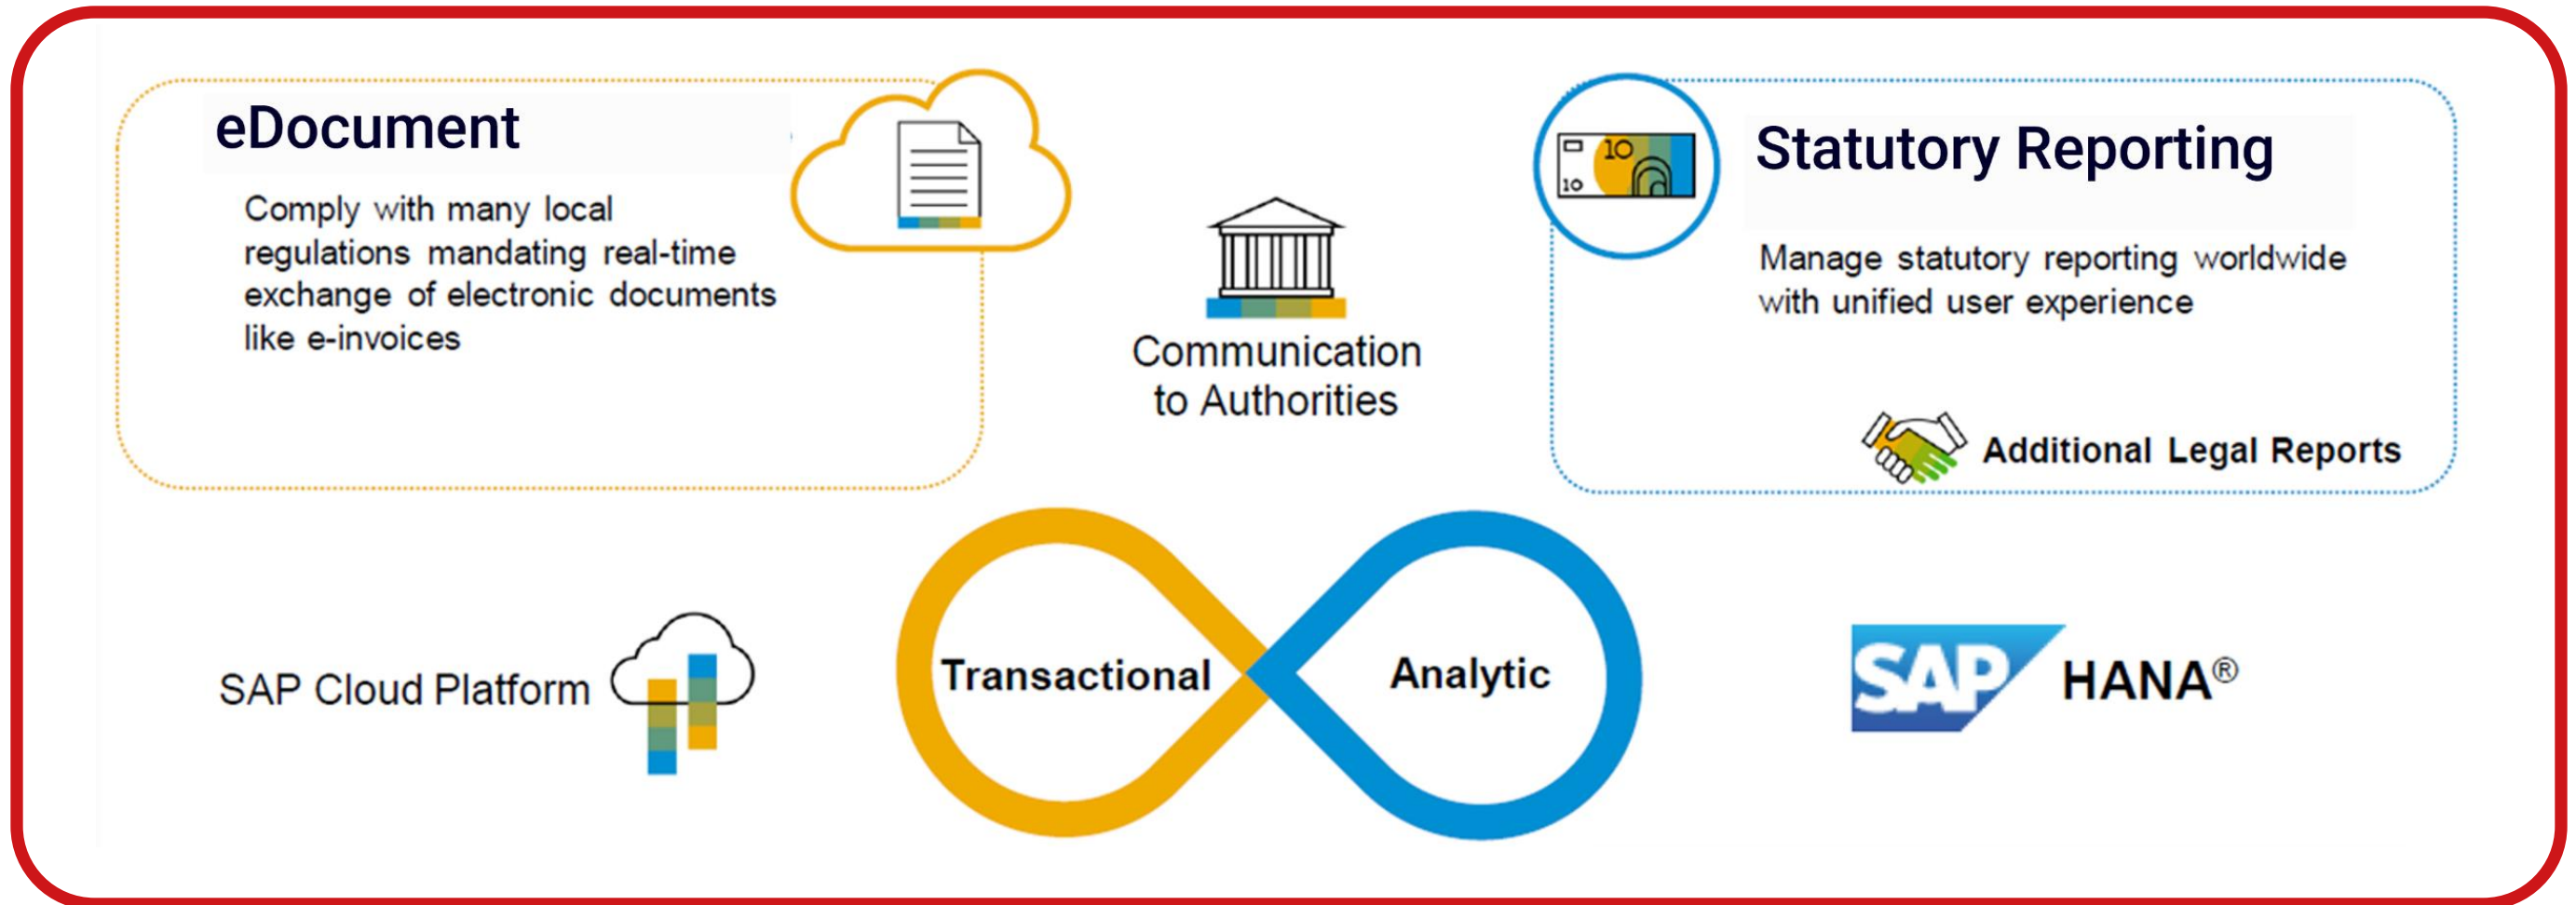 eDocument
Comply with many local
regulations mandating real-time
exchange of electronic documents
like e-invoices
Communication
to Authorities
10
10
Statutory Reporting
Manage statutory reporting worldwide
with unified user experience
Additional Legal Reports
SAP Cloud Platform
Transactional
Analytic
SAP HANA®